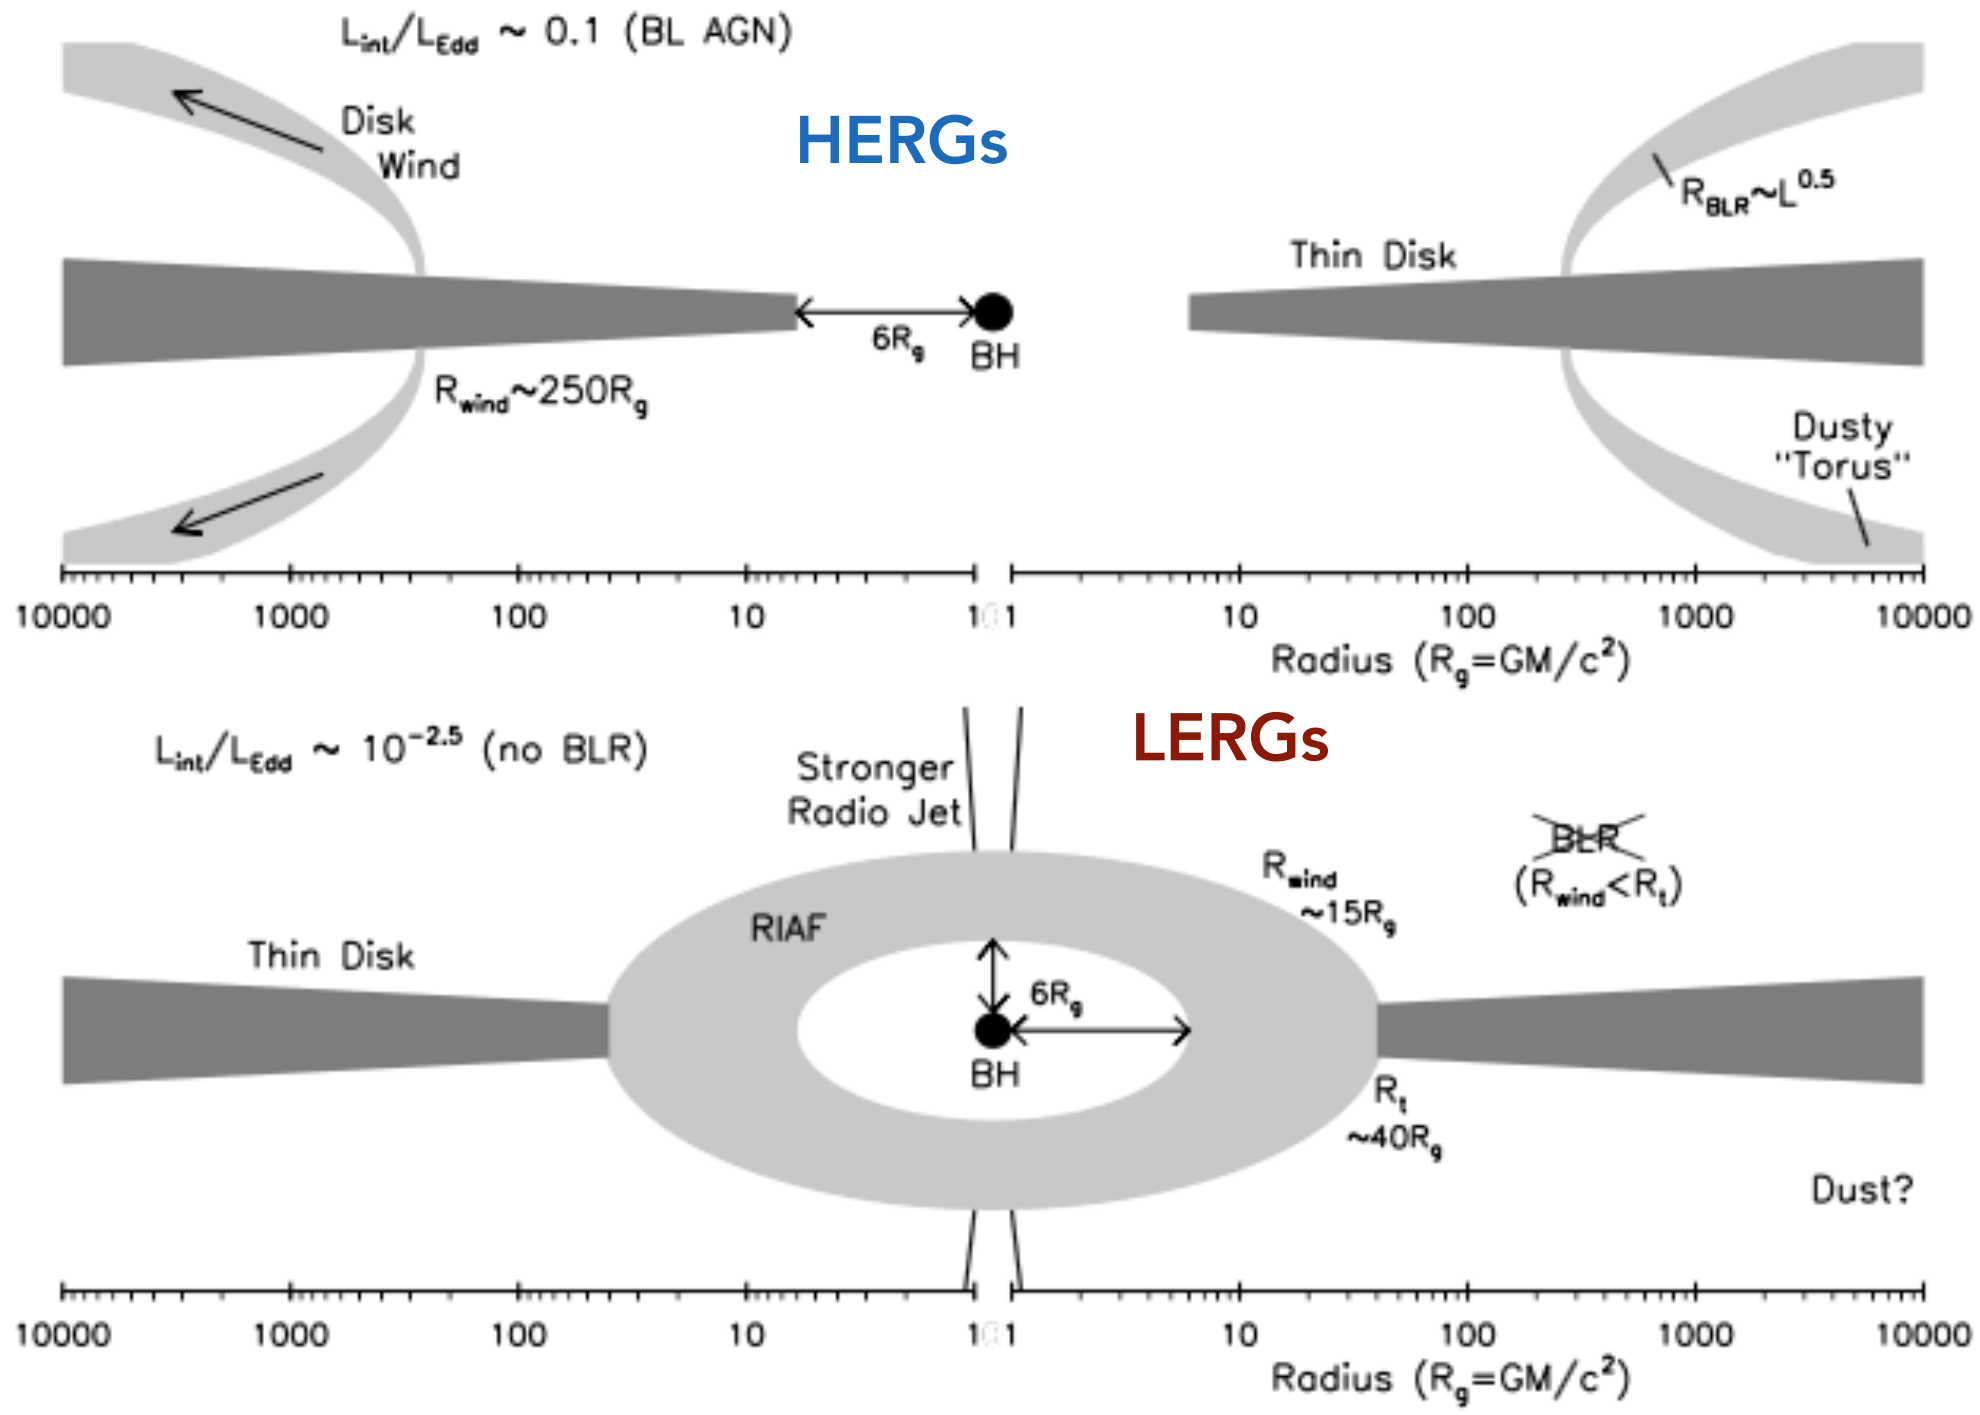 L_int/L_Edd ~ 0.1 (BL AGN)
Disk
Wind
HERGs
R_BLR~L^0.5
Thin Disk
6R_g
BH
R_wind~250R_g
Dusty
"Torus"
10000 1000 100 10 1 1 10 100 1000 10000
Radius (R_g=GM/c^2)
L_int/L_Edd ~ 10^-2.5 (no BLR)
LERGs
Stronger
Radio Jet
BLR
(R_wind<R_t)
R_wind
~15R_g
RIAF
Thin Disk
6R_g
BH
R_t
~40R_g
Dust?
10000 1000 100 10 1 1 10 100 1000 10000
Radius (R_g=GM/c^2)